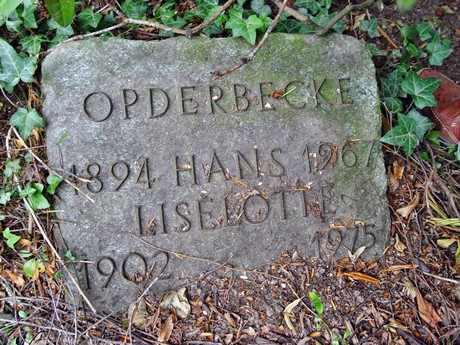 OPDERBECKE
1894 HANS 1967
LISELOTTE
1902 1975